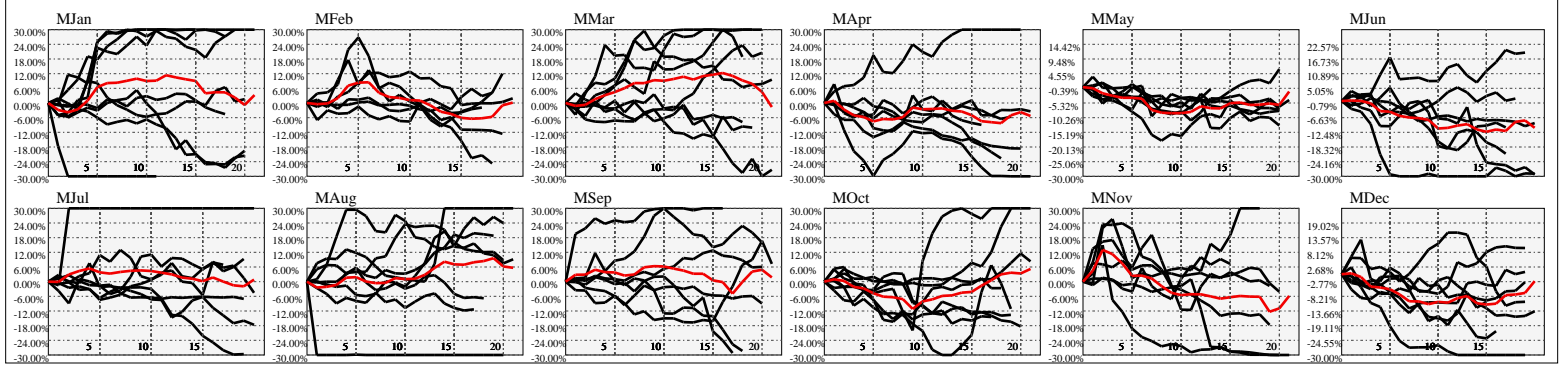 MJan MFeb MMar MApr MMay MJun
30.00% 30.00% 30.00% 30.00%
24.00% 24.00% 24.00% 24.00% 14.42% 22.57%
18.00% 18.00% 18.00% 18.00% 9.48% 16.73%
12.00% 12.00% 12.00% 12.00% 4.55% 10.89%
6.00% 6.00% 6.00% 6.00% -0.39% 5.05%
0.00% 0.00% 0.00% 0.00% -5.32% -0.79%
-6.00% -6.00% -6.00% -6.00% -10.26% -6.63%
-12.00% -12.00% -12.00% -12.00% -15.19% -12.48%
-18.00% -18.00% -18.00% -18.00% -20.13% -18.32%
-24.00% -24.00% -24.00% -24.00% -25.06% -24.16%
5 10 15 20 5 10 15 5 10 15 20 5 10 15 20 5 10 15 20 5 10 15
-30.00% -30.00% -30.00% -30.00% -30.00% -30.00%
MJul MAug MSep MOct MNov MDec
30.00% 30.00% 30.00% 30.00% 30.00%
24.00% 24.00% 24.00% 24.00% 24.00% 19.02%
18.00% 18.00% 18.00% 18.00% 18.00% 13.57%
12.00% 12.00% 12.00% 12.00% 12.00% 8.12%
6.00% 6.00% 6.00% 6.00% 6.00% 2.68%
0.00% 0.00% 0.00% 0.00% 0.00% -2.77%
-6.00% -6.00% -6.00% -6.00% -6.00% -8.21%
-12.00% -12.00% -12.00% -12.00% -12.00% -13.66%
-18.00% -18.00% -18.00% -18.00% -18.00% -19.11%
-24.00% -24.00% -24.00% -24.00% -24.00% -24.55%
5 10 15 5 10 15 20 5 10 15 20 5 10 15 20 5 10 15 20 5 10 15
-30.00% -30.00% -30.00% -30.00% -30.00% -30.00%